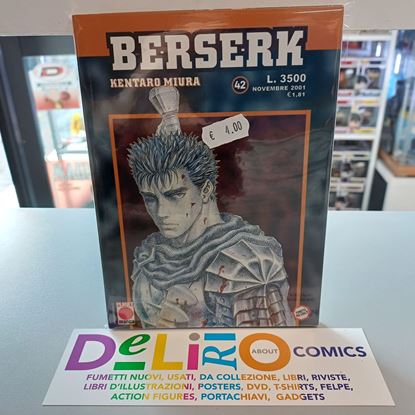 BERSERK
KENTARO MIURA
42
L. 3500
NOVEMBRE 2001
€ 1,81
€ 4.00
DeLiRIO
ABOUT
COMICS
FUMETTI NUOVI, USATI, DA COLLEZIONE, LIBRI, RIVISTE,
LIBRI D'ILLUSTRAZIONI, POSTERS, DVD, T-SHIRTS, FELPE,
ACTION FIGURES, PORTACHIAVI, GADGETS